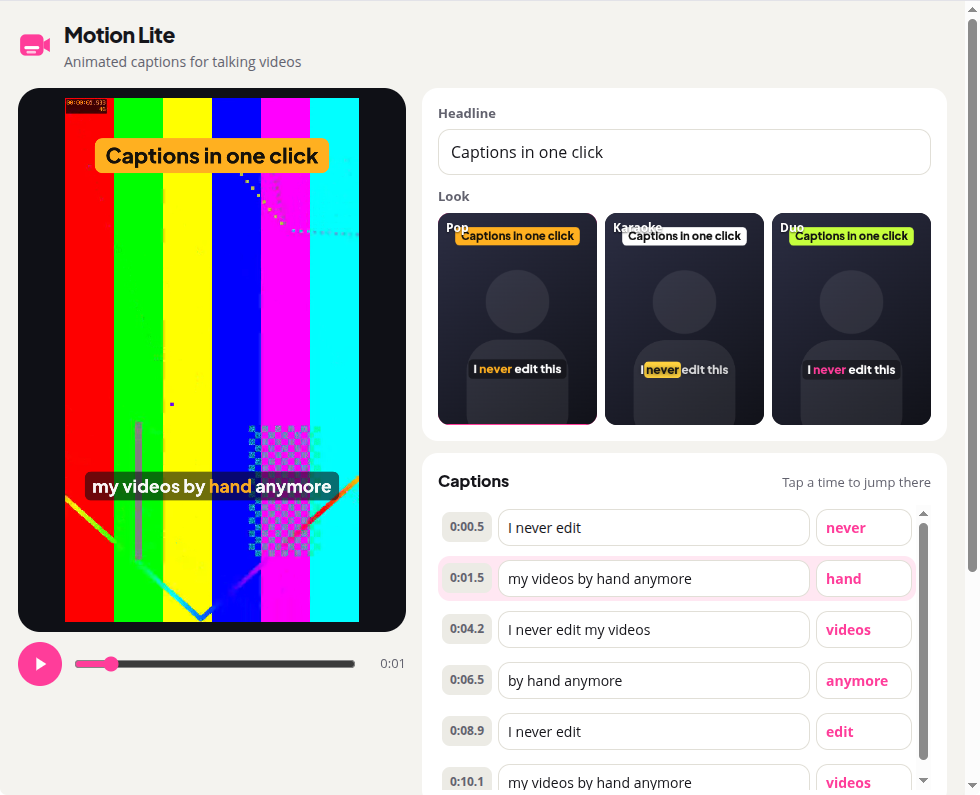 Motion Lite
Animated captions for talking videos
00:00:01.533
Captions in one click
my videos by hand anymore
0:01
Headline
Captions in one click
Look
Pop
Captions in one click
I never edit this
Karaoke
Captions in one click
I never edit this
Duo
Captions in one click
I never edit this
Captions
Tap a time to jump there
0:00.5 I never edit never
0:01.5 my videos by hand anymore hand
0:04.2 I never edit my videos videos
0:06.5 by hand anymore anymore
0:08.9 I never edit edit
0:10.1 my videos by hand anymore videos